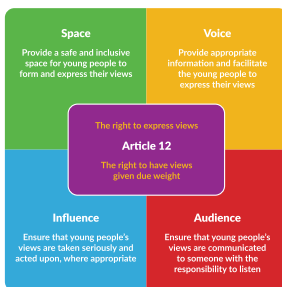 Space
Provide a safe and inclusive
space for young people to
form and express their views
Voice
Provide appropriate
information and facilitate
the young people to
express their views
The right to express views
Article 12
The right to have views
given due weight
Influence
Ensure that young people's
views are taken seriously and
acted upon, where appropriate
Audience
Ensure that young people's
views are communicated
to someone with the
responsibility to listen